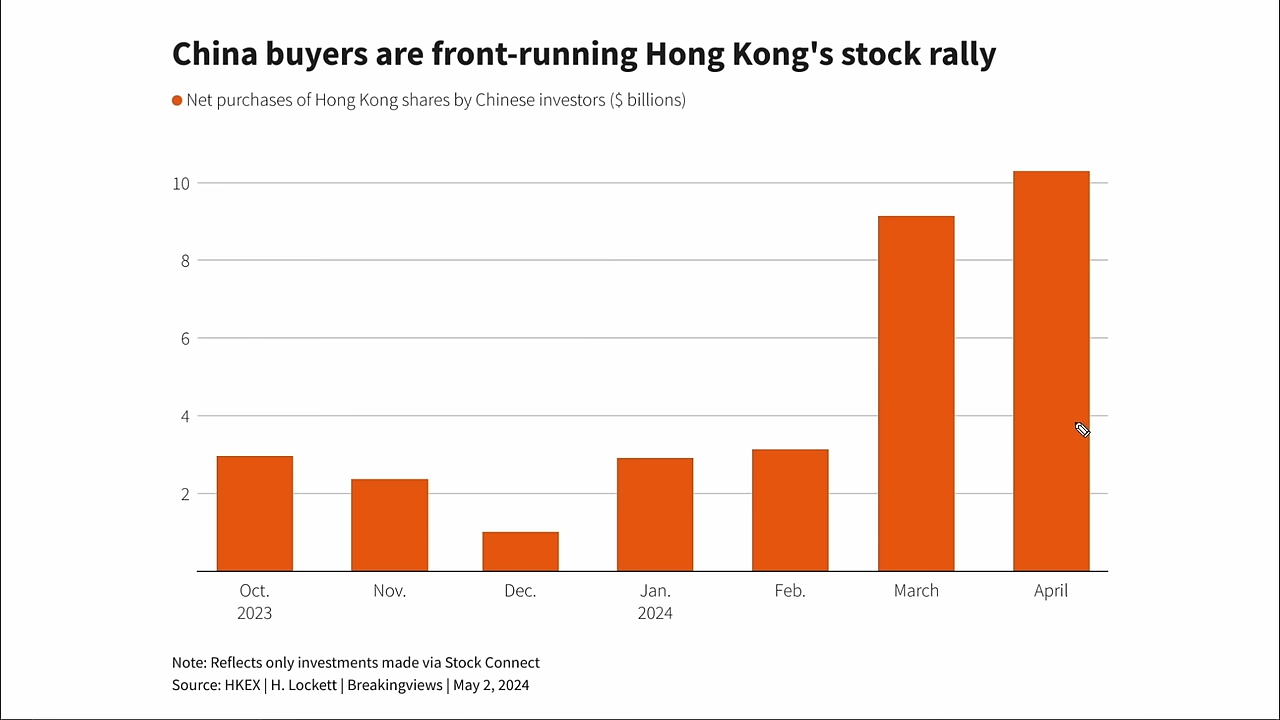 China buyers are front-running Hong Kong's stock rally
Net purchases of Hong Kong shares by Chinese investors ($ billions)
10
8
6
4
2
Oct. Nov. Dec. Jan. Feb. March April
2023 2024
Note: Reflects only investments made via Stock Connect
Source: HKEX | H. Lockett | Breakingviews | May 2, 2024